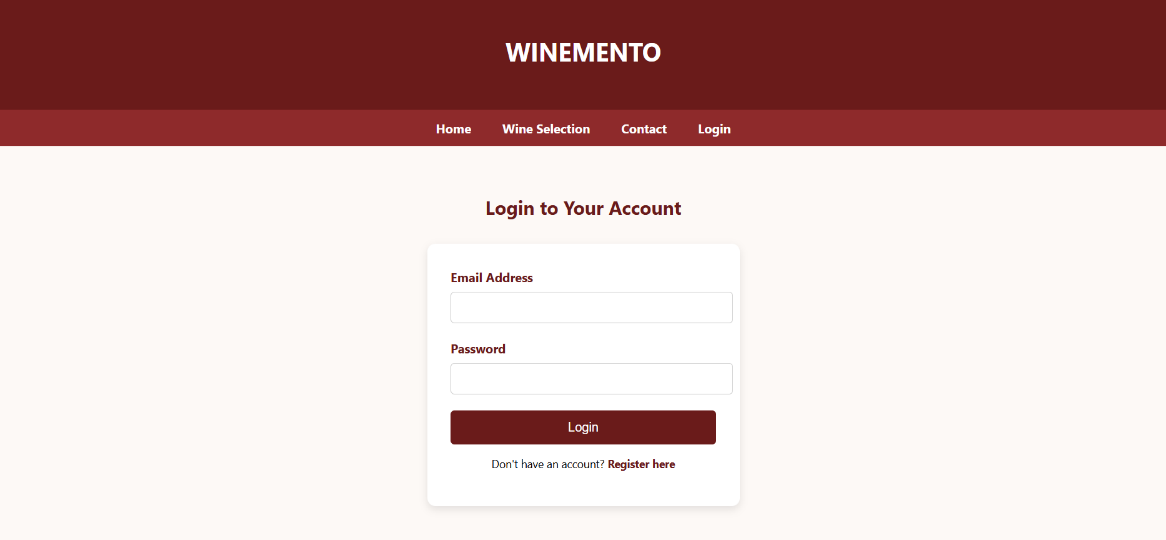 WINEMENTO
Home Wine Selection Contact Login
Login to Your Account
Email Address
Password
Login
Don't have an account? Register here